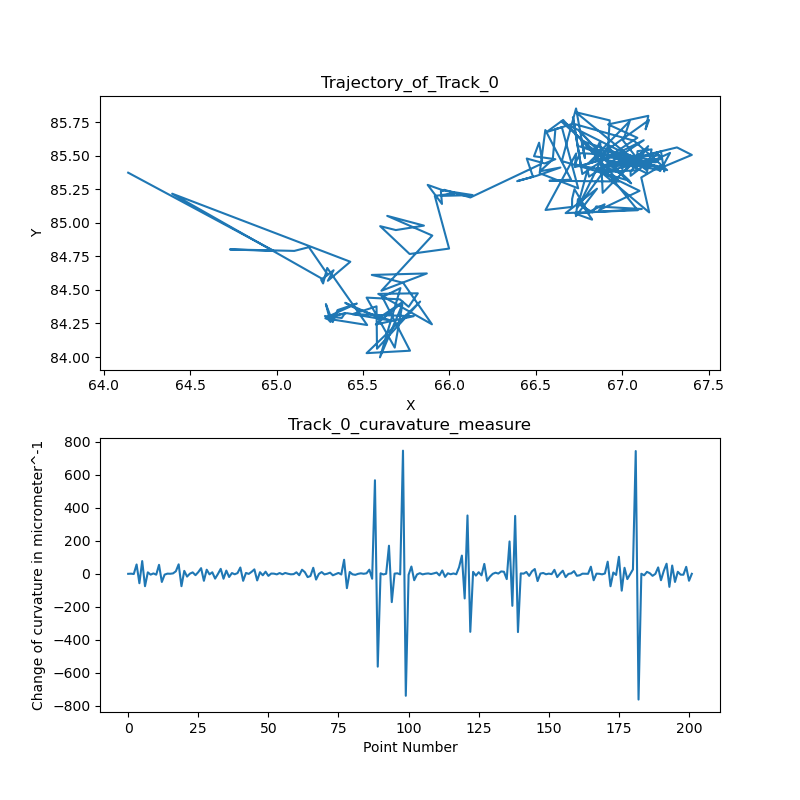 Trajectory_of_Track_0
Y
85.75
85.50
85.25
85.00
84.75
84.50
84.25
84.00
64.0 64.5 65.0 65.5 66.0 66.5 67.0 67.5
X
Track_0_curavature_measure
Change of curvature in micrometer^-1
800
600
400
200
0
−200
−400
−600
−800
0 25 50 75 100 125 150 175 200
Point Number